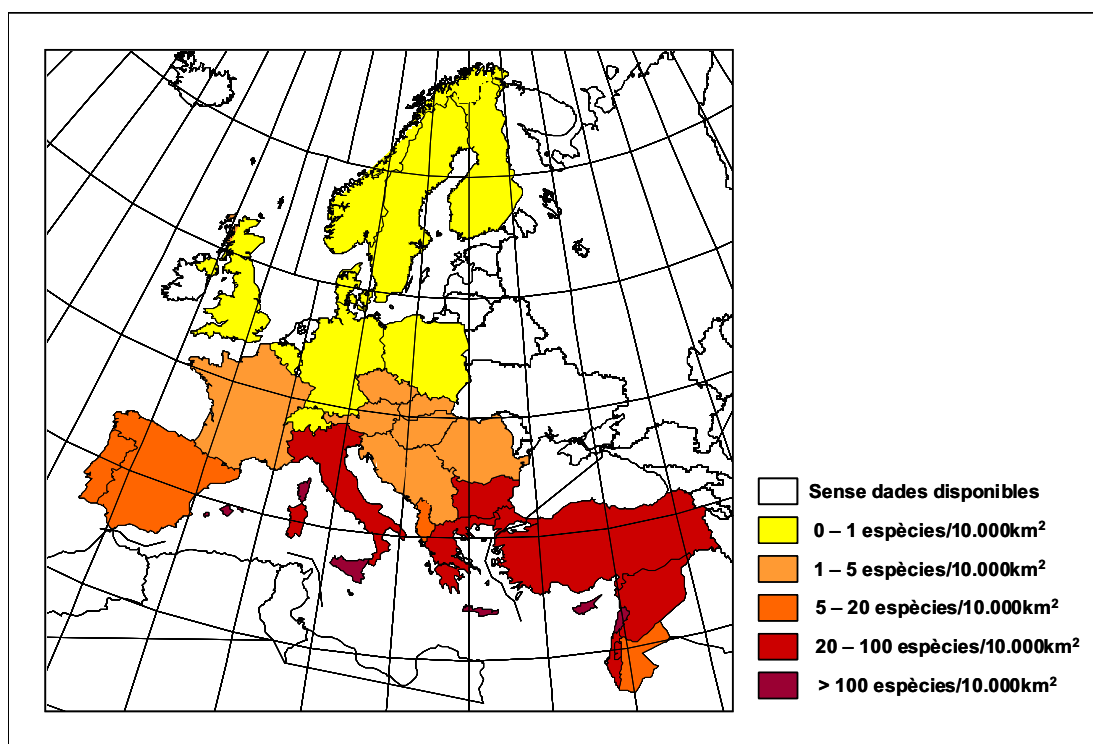 Sense dades disponibles
0 – 1 espècies/10.000km²
1 – 5 espècies/10.000km²
5 – 20 espècies/10.000km²
20 – 100 espècies/10.000km²
> 100 espècies/10.000km²